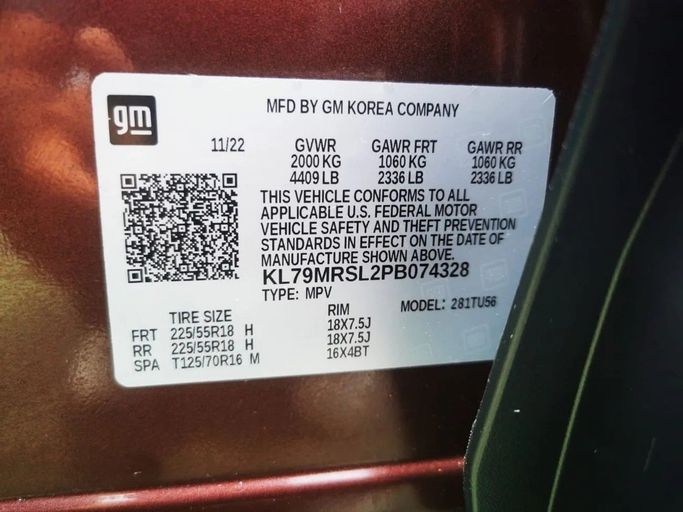 gm
MFD BY GM KOREA COMPANY
11/22 GVWR GAWR FRT GAWR RR
2000 KG 1060 KG 1060 KG
4409 LB 2336 LB 2336 LB
THIS VEHICLE CONFORMS TO ALL
APPLICABLE U.S. FEDERAL MOTOR
VEHICLE SAFETY AND THEFT PREVENTION
STANDARDS IN EFFECT ON THE DATE OF
MANUFACTURE SHOWN ABOVE.
KL79MRSL2PB074328
TYPE: MPV MODEL: 281TU56
TIRE SIZE RIM
FRT 225/55R18 H 18X7.5J
RR 225/55R18 H 18X7.5J
SPA T125/70R16 M 16X4BT